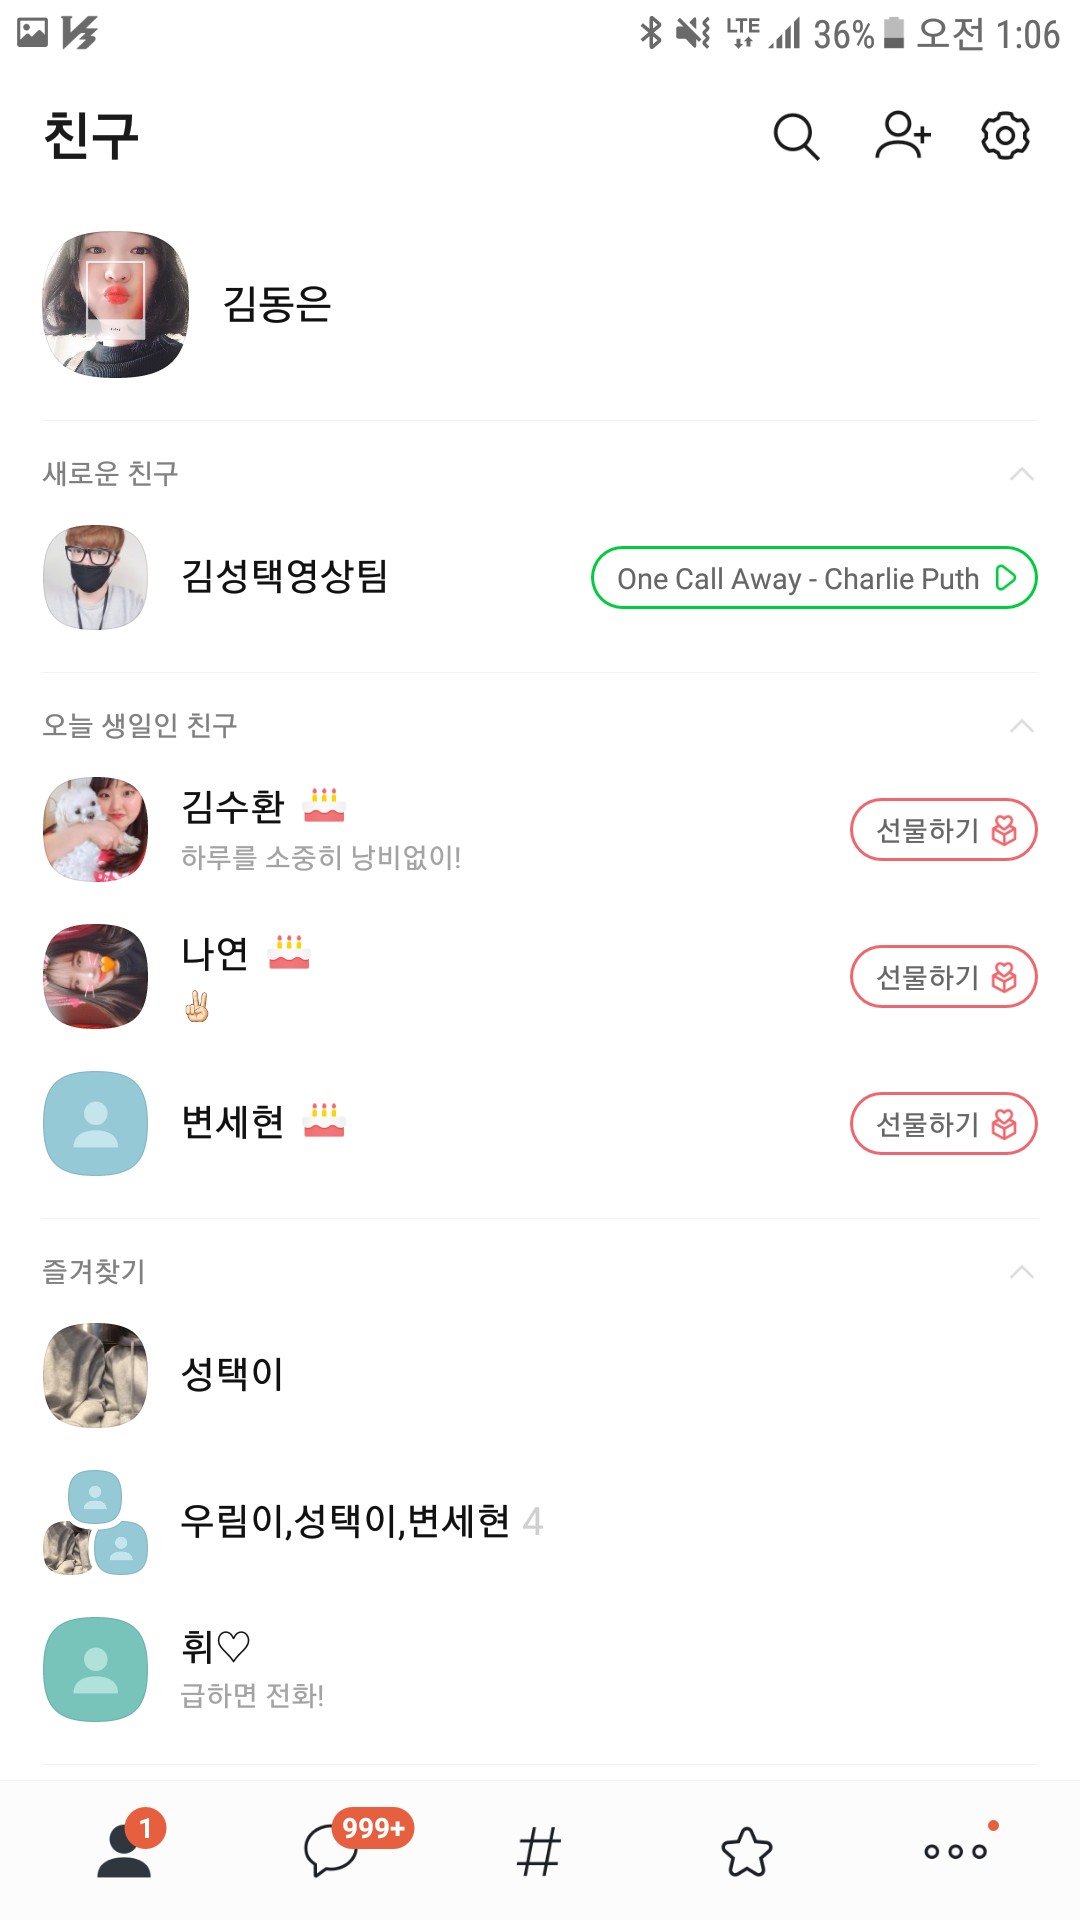 LTE 36% 오전 1:06
친구
김동은
새로운 친구
김성택영상팀 One Call Away - Charlie Puth
오늘 생일인 친구
김수환 선물하기
하루를 소중히 낭비없이!
나연 선물하기
변세현 선물하기
즐겨찾기
성택이
우림이,성택이,변세현 4
휘♡
급하면 전화!
1 999+ #